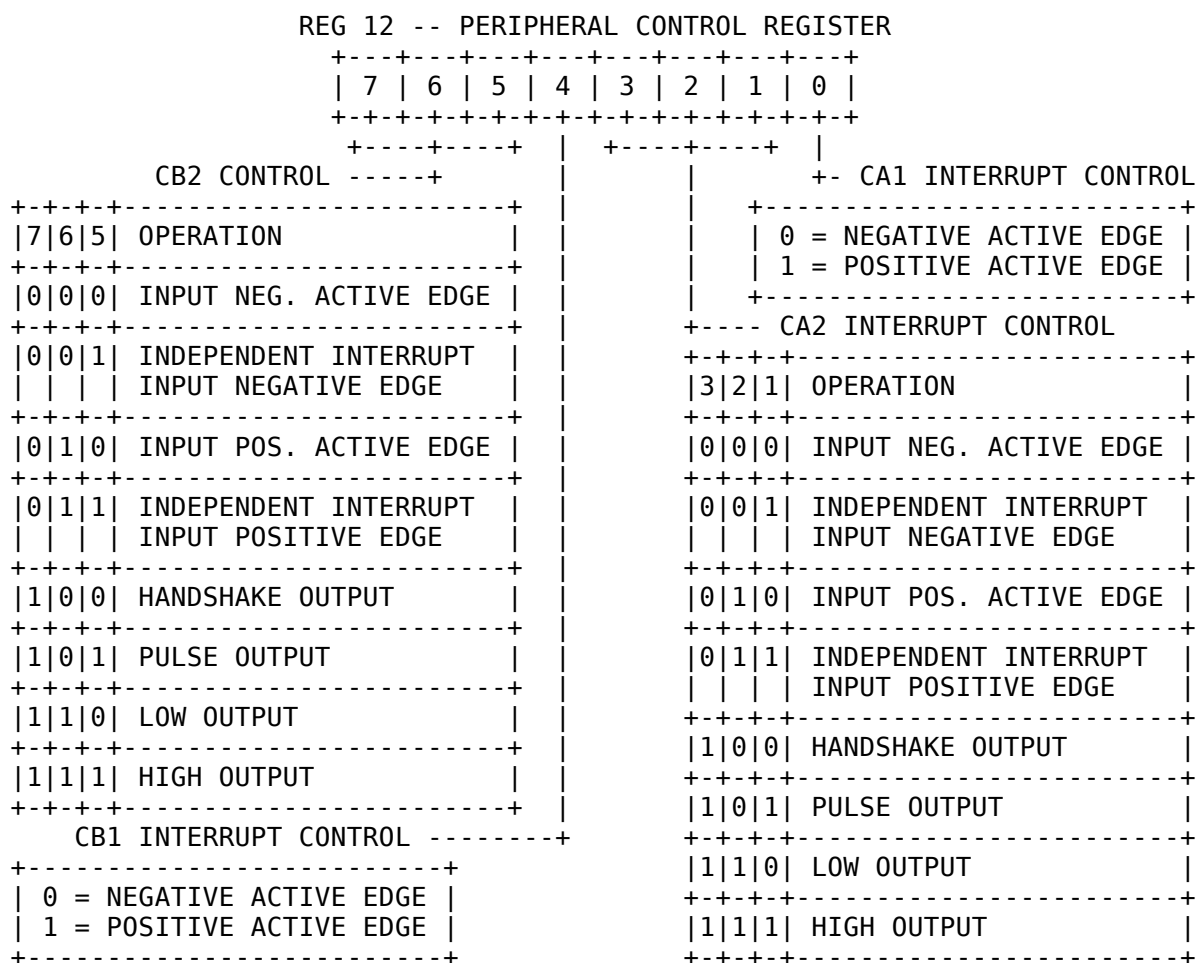 REG 12 -- PERIPHERAL CONTROL REGISTER
                    +---+---+---+---+---+---+---+---+
                    | 7 | 6 | 5 | 4 | 3 | 2 | 1 | 0 |
                    +-+-+-+-+-+-+-+-+-+-+-+-+-+-+-+-+
                     +----+----+  |  +----+----+  |
         CB2 CONTROL -----+       |       |       +- CA1 INTERRUPT CONTROL
+-+-+-+------------------------+  |       |   +--------------------------+
|7|6|5| OPERATION              |  |       |   | 0 = NEGATIVE ACTIVE EDGE |
+-+-+-+------------------------+  |       |   | 1 = POSITIVE ACTIVE EDGE |
|0|0|0| INPUT NEG. ACTIVE EDGE |  |       |   +--------------------------+
+-+-+-+------------------------+  |       +---- CA2 INTERRUPT CONTROL
|0|0|1| INDEPENDENT INTERRUPT  |  |       +-+-+-+------------------------+
| | | | INPUT NEGATIVE EDGE    |  |       |3|2|1| OPERATION              |
+-+-+-+------------------------+  |       +-+-+-+------------------------+
|0|1|0| INPUT POS. ACTIVE EDGE |  |       |0|0|0| INPUT NEG. ACTIVE EDGE |
+-+-+-+------------------------+  |       +-+-+-+------------------------+
|0|1|1| INDEPENDENT INTERRUPT  |  |       |0|0|1| INDEPENDENT INTERRUPT  |
| | | | INPUT POSITIVE EDGE    |  |       | | | | INPUT NEGATIVE EDGE    |
+-+-+-+------------------------+  |       +-+-+-+------------------------+
|1|0|0| HANDSHAKE OUTPUT       |  |       |0|1|0| INPUT POS. ACTIVE EDGE |
+-+-+-+------------------------+  |       +-+-+-+------------------------+
|1|0|1| PULSE OUTPUT           |  |       |0|1|1| INDEPENDENT INTERRUPT  |
+-+-+-+------------------------+  |       | | | | INPUT POSITIVE EDGE    |
|1|1|0| LOW OUTPUT             |  |       +-+-+-+------------------------+
+-+-+-+------------------------+  |       |1|0|0| HANDSHAKE OUTPUT       |
|1|1|1| HIGH OUTPUT            |  |       +-+-+-+------------------------+
+-+-+-+------------------------+  |       |1|0|1| PULSE OUTPUT           |
    CB1 INTERRUPT CONTROL --------+       +-+-+-+------------------------+
+--------------------------+              |1|1|0| LOW OUTPUT             |
| 0 = NEGATIVE ACTIVE EDGE |              +-+-+-+------------------------+
| 1 = POSITIVE ACTIVE EDGE |              |1|1|1| HIGH OUTPUT            |
+--------------------------+              +-+-+-+------------------------+